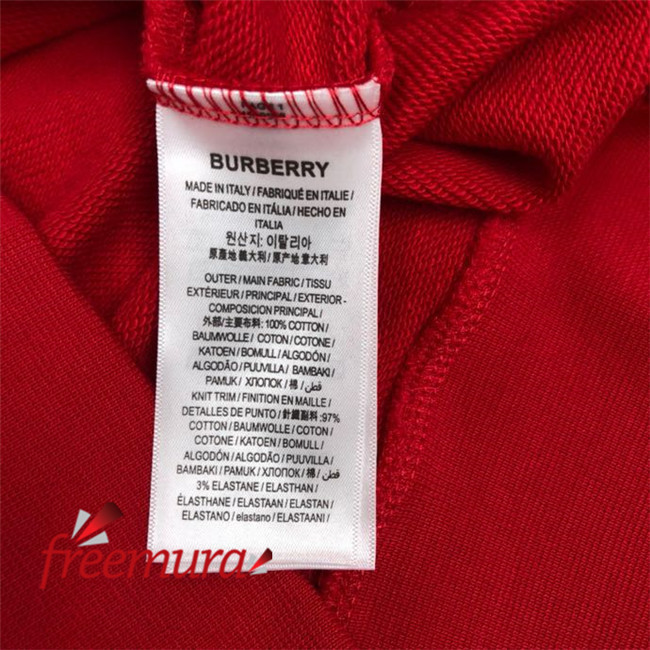 BURBERRY
MADE IN ITALY / FABRIQUÉ EN ITALIE /
FABRICADO EN ITÁLIA / HECHO EN
ITALIA
원산지: 이탈리아
原產地義大利 / 原产地意大利
OUTER / MAIN FABRIC / TISSU
EXTÉRIEUR / PRINCIPAL / EXTERIOR -
COMPOSICION PRINCIPAL /
外部/主要布料: 100% COTTON /
BAUMWOLLE / COTON / COTONE /
KATOEN / BOMULL / ALGODÓN /
ALGODÃO / PUUVILLA / BAMBAKI /
PAMUK / ХЛОПОК / 棉 / قطن /
KNIT TRIM / FINITION EN MAILLE /
DETALLES DE PUNTO / 針織副料 :97%
COTTON / BAUMWOLLE / COTON /
COTONE / KATOEN / BOMULL /
ALGODÓN / ALGODÃO / PUUVILLA /
BAMBAKI / PAMUK / ХЛОПОК / 棉 / قطن
3% ELASTANE / ELASTHAN /
ÉLASTHANE / ELASTAAN / ELASTAN /
ELASTANO / elastano / ELASTAANI /
freemura